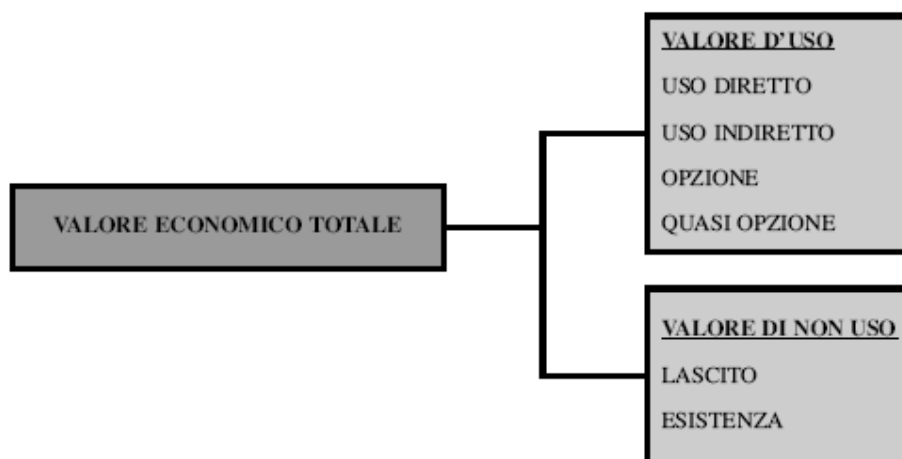 VALORE ECONOMICO TOTALE
VALORE D'USO
USO DIRETTO
USO INDIRETTO
OPZIONE
QUASI OPZIONE
VALORE DI NON USO
LASCITO
ESISTENZA